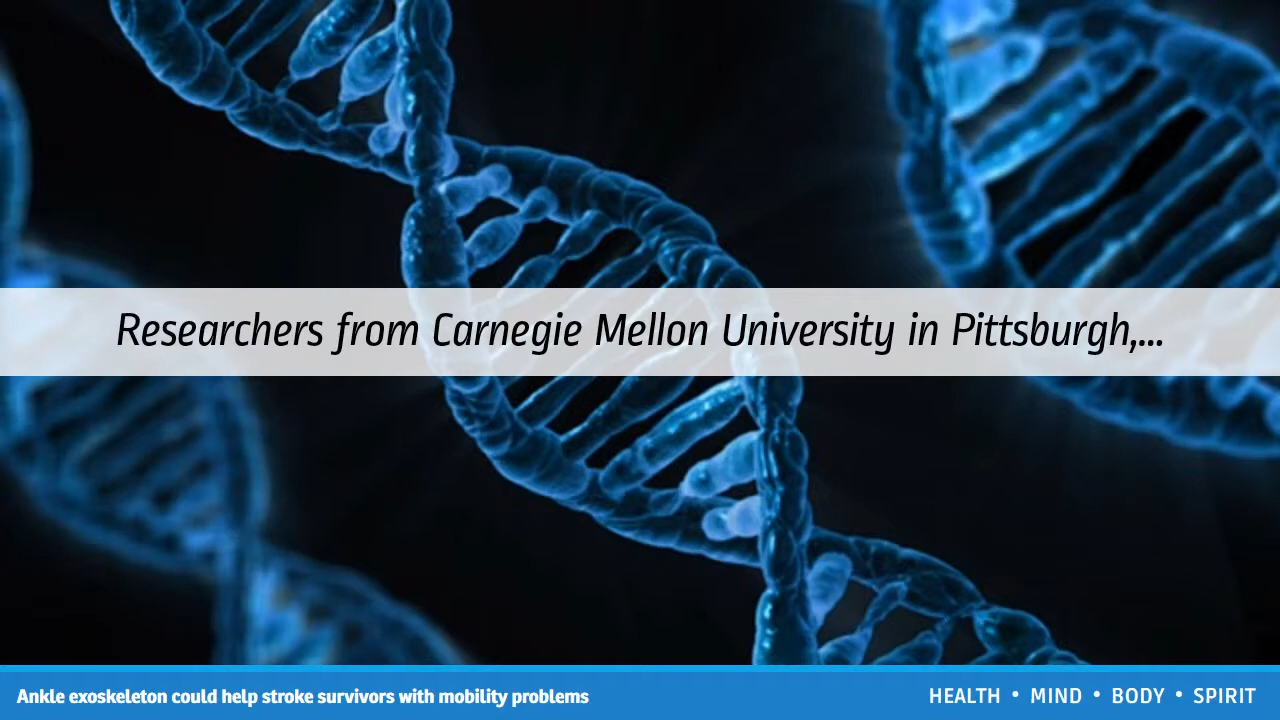 Researchers from Carnegie Mellon University in Pittsburgh,...
Ankle exoskeleton could help stroke survivors with mobility problems
HEALTH • MIND • BODY • SPIRIT